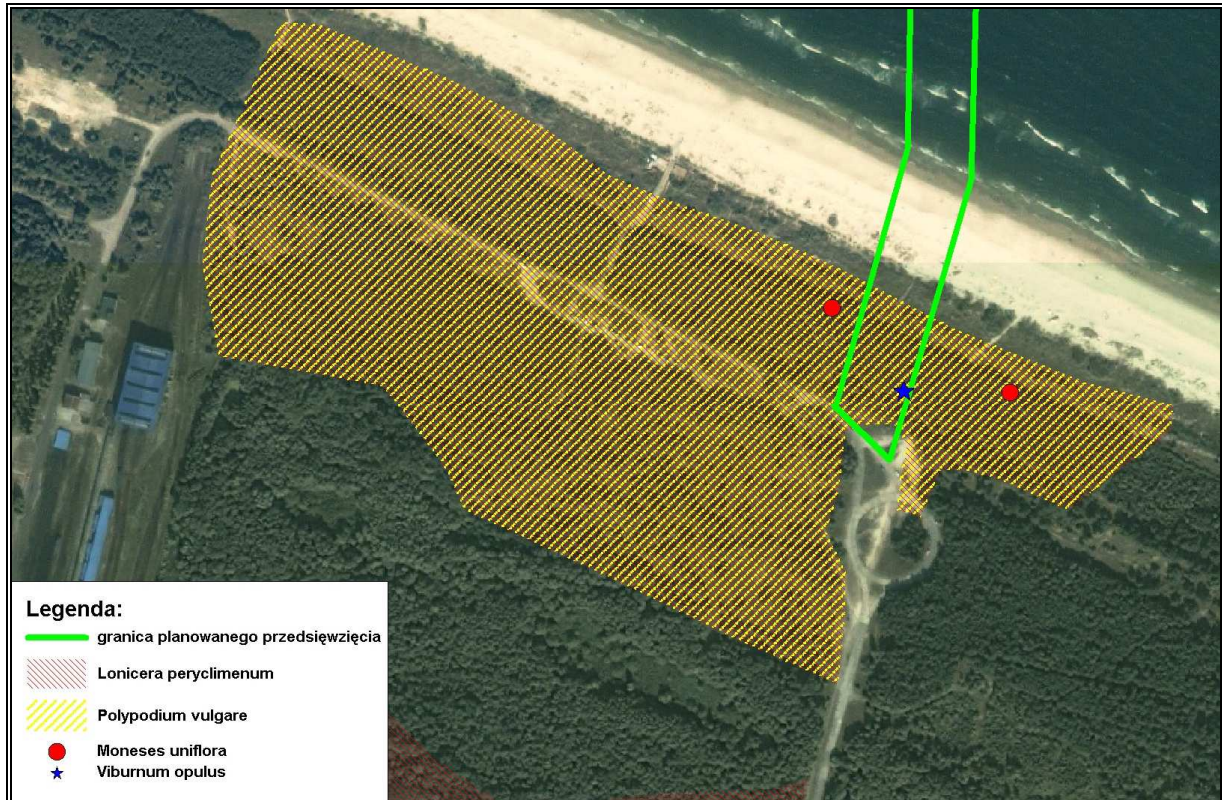 Legenda:
granica planowanego przedsięwzięcia
Lonicera peryclimenum
Polypodium vulgare
Moneses uniflora
Viburnum opulus